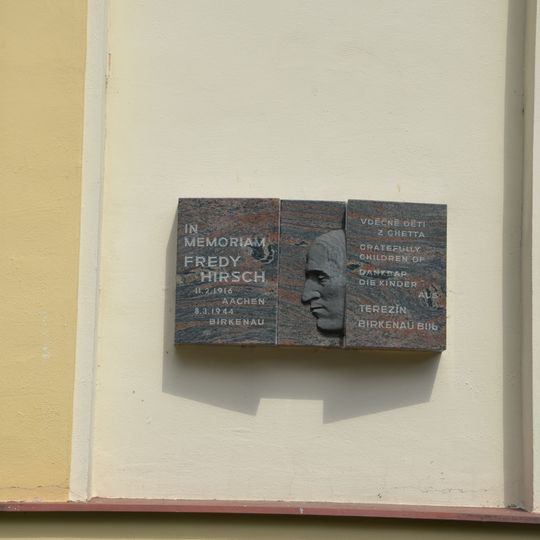 IN
MEMORIAM
FREDY
HIRSCH
11.2.1916
AACHEN
8.3.1944
BIRKENAU
VDĚČNÉ DĚTI
Z GHETTA
GRATEFULLY
CHILDREN OF
DANKBAR
DIE KINDER
AUS
TEREZÍN
BIRKENAU BIIb